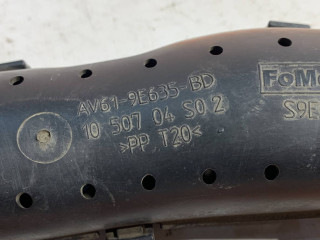 AV61-9E635-BD
10 507 04 S0 2
>PP T20<
FoMo
S9E